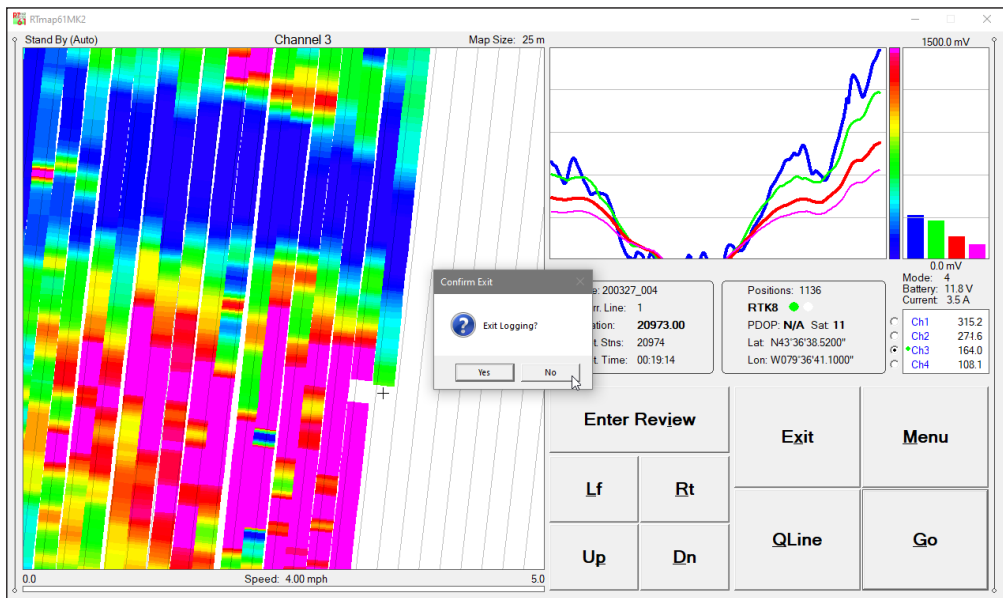 RTmap61MK2
Stand By (Auto) Channel 3 Map Size: 25 m
1500.0 mV
0.0 mV
Mode: 4
Battery: 11.8 V
Current: 3.5 A
Confirm Exit
Exit Logging?
Yes No
200327_004
Line: 1
20973.00
Stns: 20974
Time: 00:19:14
Positions: 1136
RTK8
PDOP: N/A Sat: 11
Lat: N43°36'38.5200"
Lon: W079°36'41.1000"
Ch1 315.2
Ch2 271.6
Ch3 164.0
Ch4 108.1
Enter Review
Exit
Menu
Lf Rt
Up Dn
QLine
Go
0.0 Speed: 4.00 mph 5.0